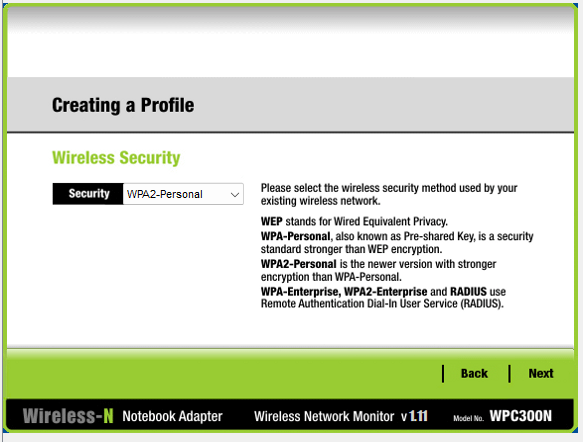 Creating a Profile
Wireless Security
Security WPA2-Personal
Please select the wireless security method used by your
existing wireless network.
WEP stands for Wired Equivalent Privacy.
WPA-Personal, also known as Pre-shared Key, is a security
standard stronger than WEP encryption.
WPA2-Personal is the newer version with stronger
encryption than WPA-Personal.
WPA-Enterprise, WPA2-Enterprise and RADIUS use
Remote Authentication Dial-In User Service (RADIUS).
Back Next
Wireless-N Notebook Adapter Wireless Network Monitor v1.11 Model No. WPC300N